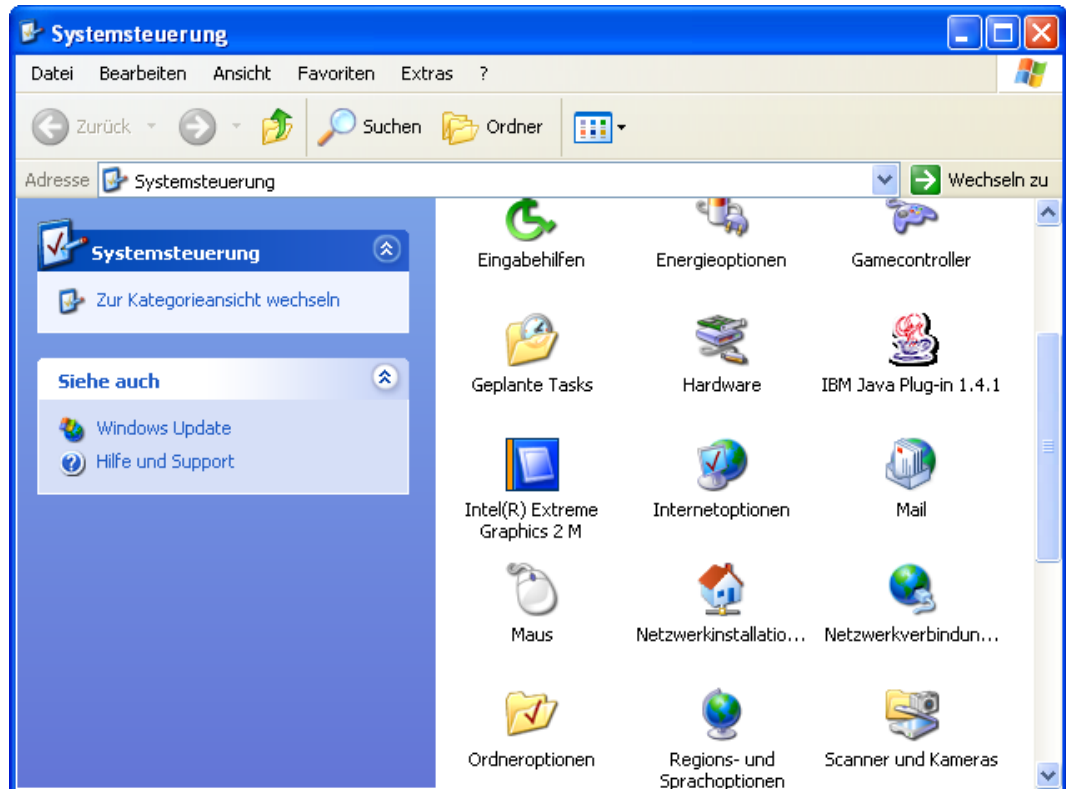 Systemsteuerung
Datei Bearbeiten Ansicht Favoriten Extras ?
Zurück Suchen Ordner
Adresse Systemsteuerung Wechseln zu
Systemsteuerung
Zur Kategorieansicht wechseln
Siehe auch
Windows Update
Hilfe und Support
Eingabehilfen Energieoptionen Gamecontroller
Geplante Tasks Hardware IBM Java Plug-in 1.4.1
Intel(R) Extreme Internetoptionen Mail
Graphics 2 M
Maus Netzwerkinstallatio... Netzwerkverbindun...
Ordneroptionen Regions- und Scanner und Kameras
Sprachoptionen